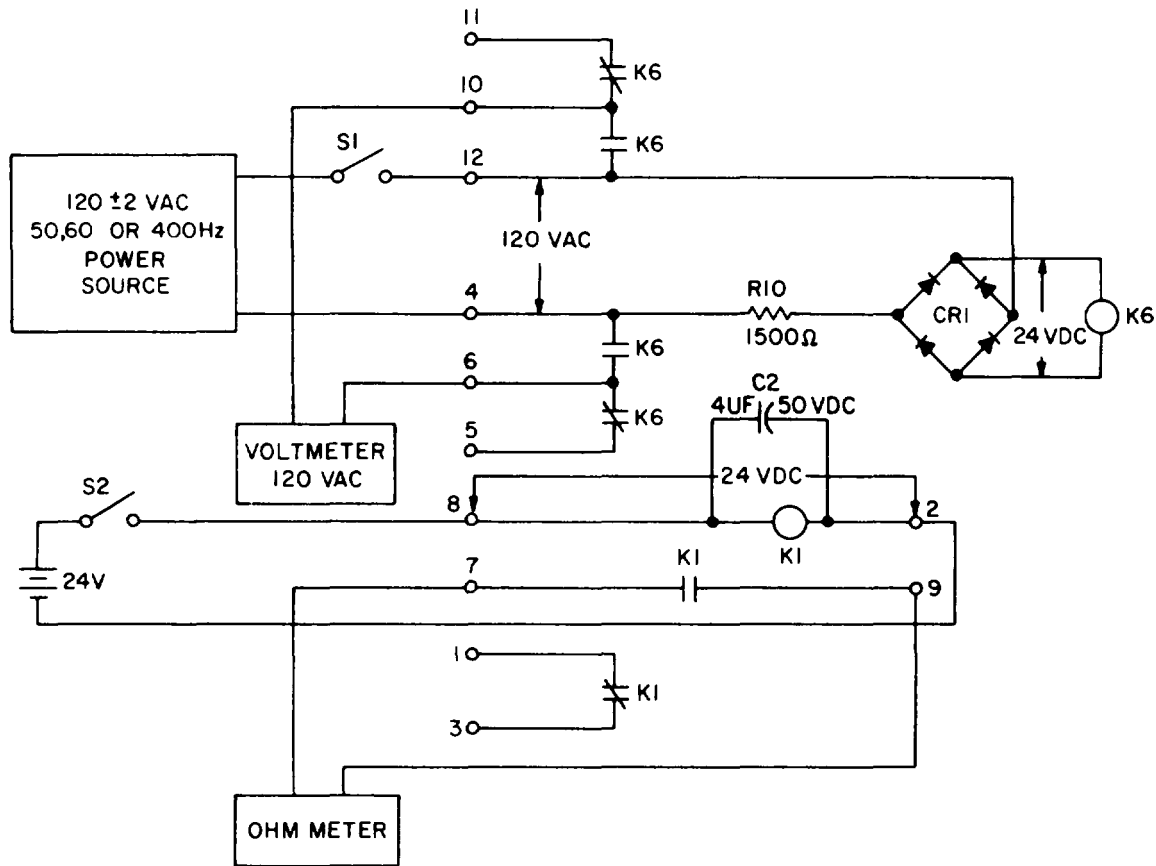 11
K6
10
S1
K6
12
120 ±2 VAC
50,60 OR 400Hz
POWER
SOURCE
120 VAC
4
R10
1500Ω
CR1
24 VDC
K6
K6
6
K6
5
C2
4UF 50 VDC
VOLTMETER
120 VAC
24 VDC
S2
8
2
K1
24V
7
K1
9
1
K1
3
OHM METER